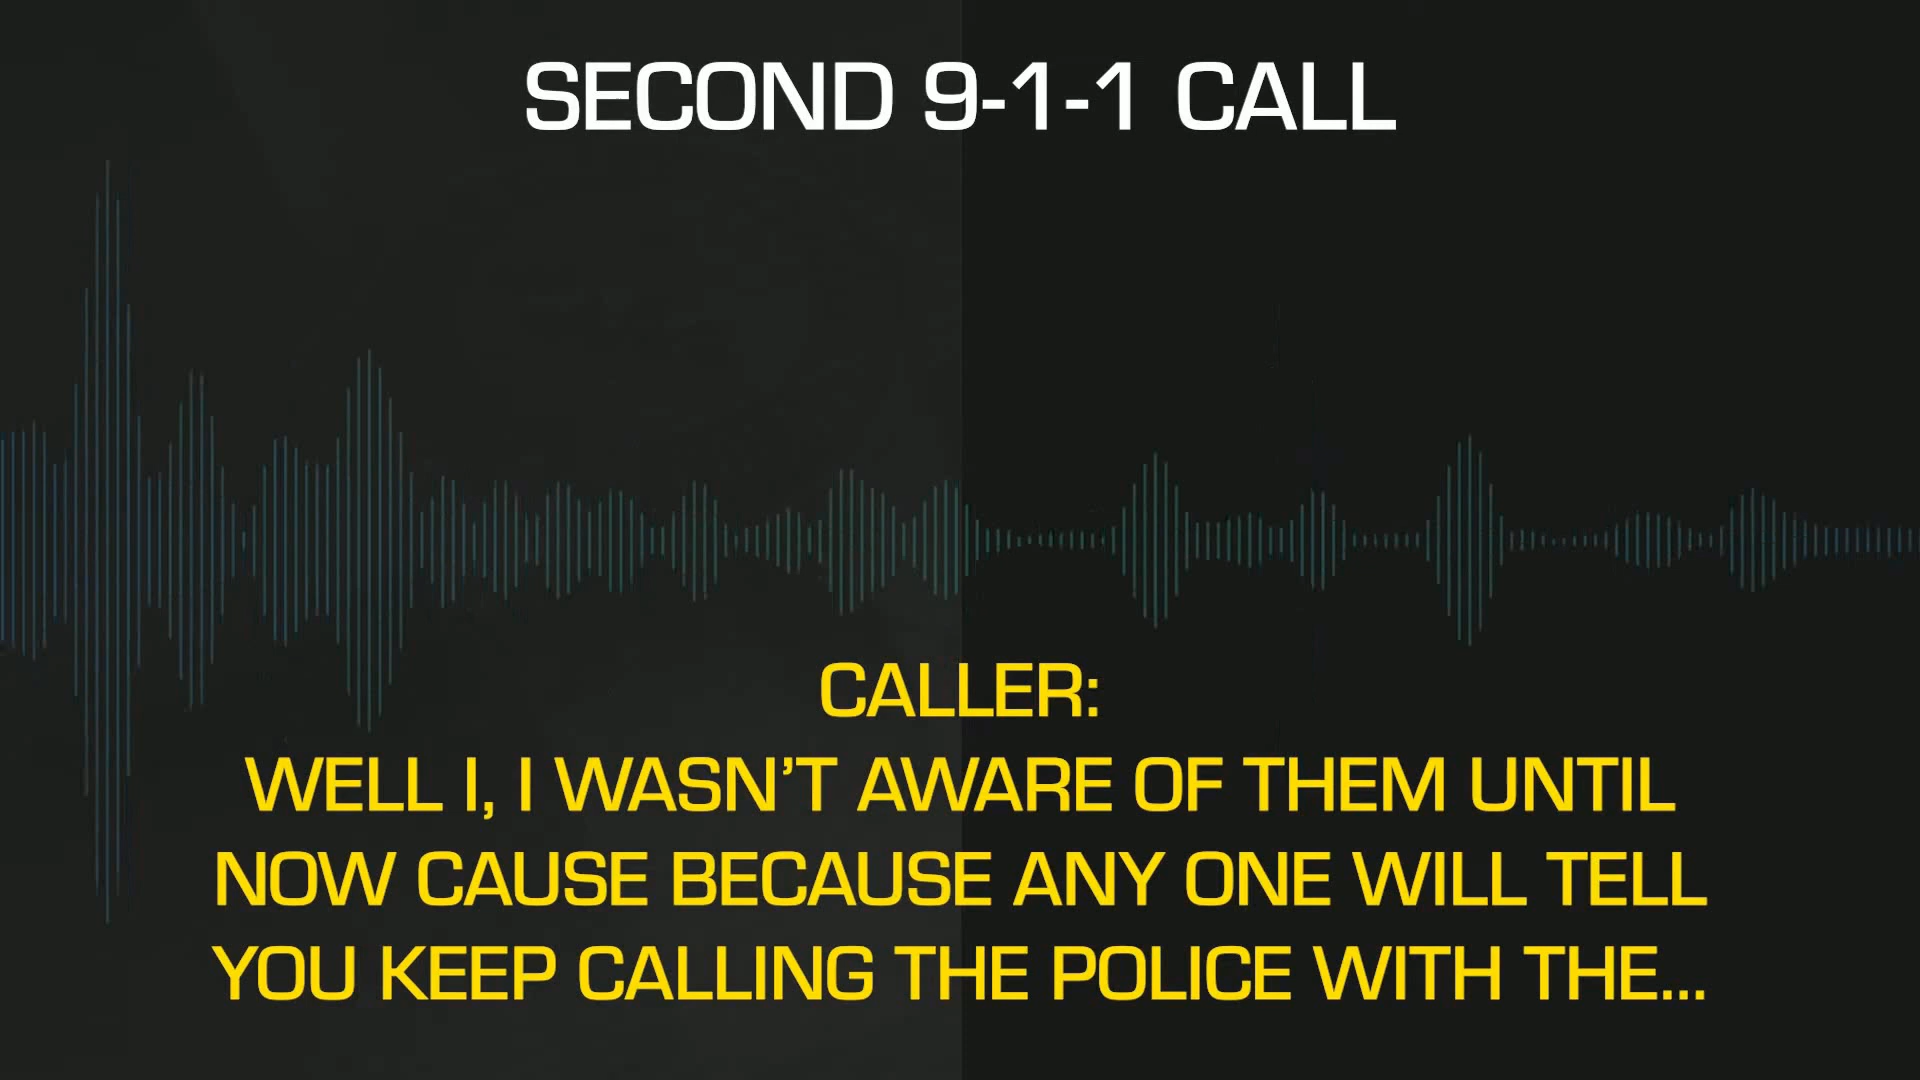 SECOND 9-1-1 CALL
CALLER:
WELL I, I WASN'T AWARE OF THEM UNTIL
NOW CAUSE BECAUSE ANY ONE WILL TELL
YOU KEEP CALLING THE POLICE WITH THE...